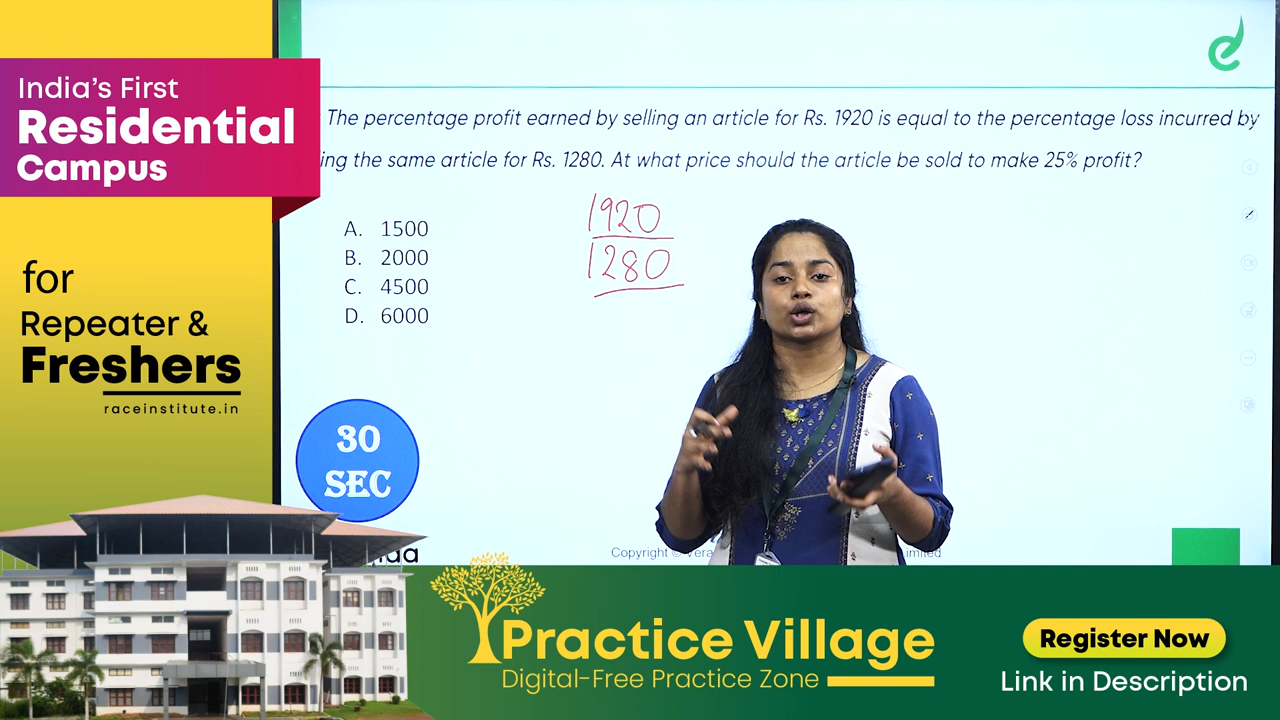 India's First
Residential
Campus
for
Repeater &
Freshers
raceinstitute.in
The percentage profit earned by selling an article for Rs. 1920 is equal to the percentage loss incurred by
ing the same article for Rs. 1280. At what price should the article be sold to make 25% profit?
A. 1500
B. 2000
C. 4500
D. 6000
1920
1280
30
SEC
Copyright © Vera
imited
Practice Village
Digital-Free Practice Zone
Register Now
Link in Description